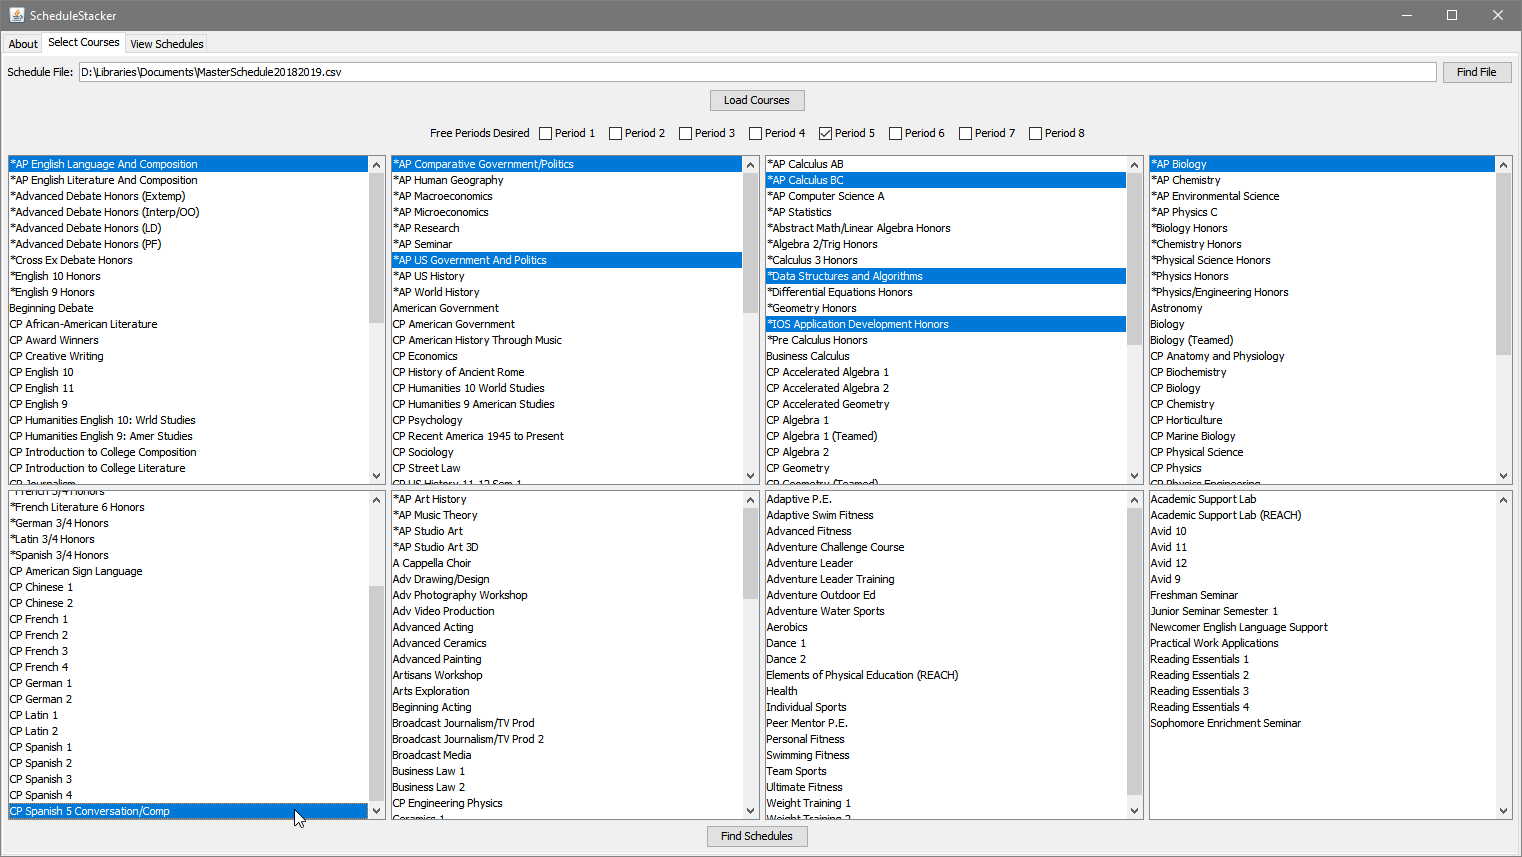 ScheduleStacker
About Select Courses View Schedules
Schedule File: D:\Libraries\Documents\MasterSchedule20182019.csv Find File
Load Courses
Free Periods Desired Period 1 Period 2 Period 3 Period 4 Period 5 Period 6 Period 7 Period 8
*AP English Language And Composition
*AP English Literature And Composition
*Advanced Debate Honors (Extemp)
*Advanced Debate Honors (Interp/OO)
*Advanced Debate Honors (LD)
*Advanced Debate Honors (PF)
*Cross Ex Debate Honors
*English 10 Honors
*English 9 Honors
Beginning Debate
CP African-American Literature
CP Award Winners
CP Creative Writing
CP English 10
CP English 11
CP English 9
CP Humanities English 10: Wrld Studies
CP Humanities English 9: Amer Studies
CP Introduction to College Composition
CP Introduction to College Literature
CP Journalism
*AP Comparative Government/Politics
*AP Human Geography
*AP Macroeconomics
*AP Microeconomics
*AP Research
*AP Seminar
*AP US Government And Politics
*AP US History
*AP World History
American Government
CP American Government
CP American History Through Music
CP Economics
CP History of Ancient Rome
CP Humanities 10 World Studies
CP Humanities 9 American Studies
CP Psychology
CP Recent America 1945 to Present
CP Sociology
CP Street Law
CP US History 11-12 Sem 1
*AP Calculus AB
*AP Calculus BC
*AP Computer Science A
*AP Statistics
*Abstract Math/Linear Algebra Honors
*Algebra 2/Trig Honors
*Calculus 3 Honors
*Data Structures and Algorithms
*Differential Equations Honors
*Geometry Honors
*IOS Application Development Honors
*Pre Calculus Honors
Business Calculus
CP Accelerated Algebra 1
CP Accelerated Algebra 2
CP Accelerated Geometry
CP Algebra 1
CP Algebra 1 (Teamed)
CP Algebra 2
CP Geometry
CP Geometry (Teamed)
*AP Biology
*AP Chemistry
*AP Environmental Science
*AP Physics C
*Biology Honors
*Chemistry Honors
*Physical Science Honors
*Physics Honors
*Physics/Engineering Honors
Astronomy
Biology
Biology (Teamed)
CP Anatomy and Physiology
CP Biochemistry
CP Biology
CP Chemistry
CP Horticulture
CP Marine Biology
CP Physical Science
CP Physics
CP Physics Engineering
*French 3/4 Honors
*French Literature 6 Honors
*German 3/4 Honors
*Latin 3/4 Honors
*Spanish 3/4 Honors
CP American Sign Language
CP Chinese 1
CP Chinese 2
CP French 1
CP French 2
CP French 3
CP French 4
CP German 1
CP German 2
CP Latin 1
CP Latin 2
CP Spanish 1
CP Spanish 2
CP Spanish 3
CP Spanish 4
CP Spanish 5 Conversation/Comp
*AP Art History
*AP Music Theory
*AP Studio Art
*AP Studio Art 3D
A Cappella Choir
Adv Drawing/Design
Adv Photography Workshop
Adv Video Production
Advanced Acting
Advanced Ceramics
Advanced Painting
Artisans Workshop
Arts Exploration
Beginning Acting
Broadcast Journalism/TV Prod
Broadcast Journalism/TV Prod 2
Broadcast Media
Business Law 1
Business Law 2
CP Engineering Physics
Ceramics 1
Adaptive P.E.
Adaptive Swim Fitness
Advanced Fitness
Adventure Challenge Course
Adventure Leader
Adventure Leader Training
Adventure Outdoor Ed
Adventure Water Sports
Aerobics
Dance 1
Dance 2
Elements of Physical Education (REACH)
Health
Individual Sports
Peer Mentor P.E.
Personal Fitness
Swimming Fitness
Team Sports
Ultimate Fitness
Weight Training 1
Weight Training 2
Academic Support Lab
Academic Support Lab (REACH)
Avid 10
Avid 11
Avid 12
Avid 9
Freshman Seminar
Junior Seminar Semester 1
Newcomer English Language Support
Practical Work Applications
Reading Essentials 1
Reading Essentials 2
Reading Essentials 3
Reading Essentials 4
Sophomore Enrichment Seminar
Find Schedules